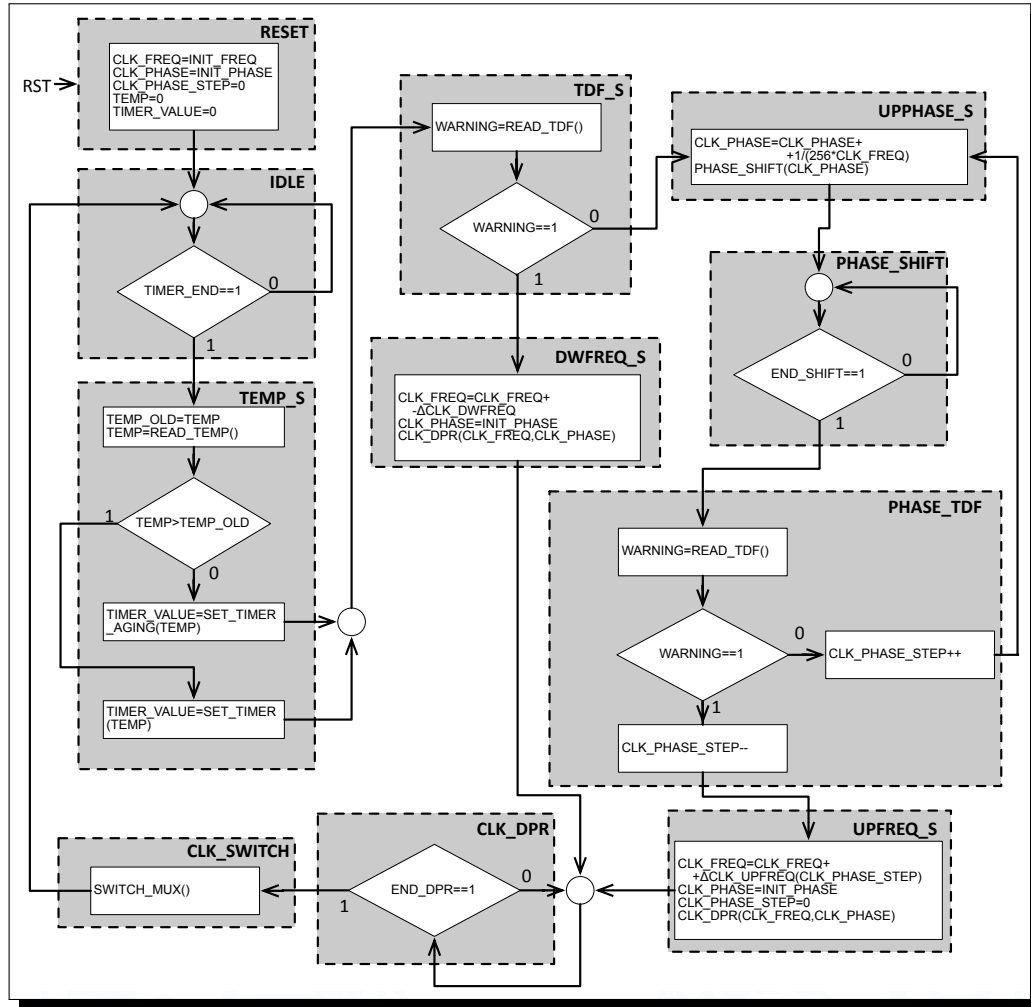 RESET
RST
CLK_FREQ=INIT_FREQ
CLK_PHASE=INIT_PHASE
CLK_PHASE_STEP=0
TEMP=0
TIMER_VALUE=0
IDLE
TIMER_END==1
0
1
TEMP_S
TEMP_OLD=TEMP
TEMP=READ_TEMP()
TEMP>TEMP_OLD
1
0
TIMER_VALUE=SET_TIMER
_AGING(TEMP)
TIMER_VALUE=SET_TIMER
(TEMP)
TDF_S
WARNING=READ_TDF()
WARNING==1
0
1
DWFREQ_S
CLK_FREQ=CLK_FREQ+
-ΔCLK_DWFREQ
CLK_PHASE=INIT_PHASE
CLK_DPR(CLK_FREQ,CLK_PHASE)
UPPHASE_S
CLK_PHASE=CLK_PHASE+
+1/(256*CLK_FREQ)
PHASE_SHIFT(CLK_PHASE)
PHASE_SHIFT
END_SHIFT==1
0
1
PHASE_TDF
WARNING=READ_TDF()
WARNING==1
0
CLK_PHASE_STEP++
1
CLK_PHASE_STEP--
UPFREQ_S
CLK_FREQ=CLK_FREQ+
+ΔCLK_UPFREQ(CLK_PHASE_STEP)
CLK_PHASE=INIT_PHASE
CLK_PHASE_STEP=0
CLK_DPR(CLK_FREQ,CLK_PHASE)
CLK_DPR
END_DPR==1
0
1
CLK_SWITCH
SWITCH_MUX()